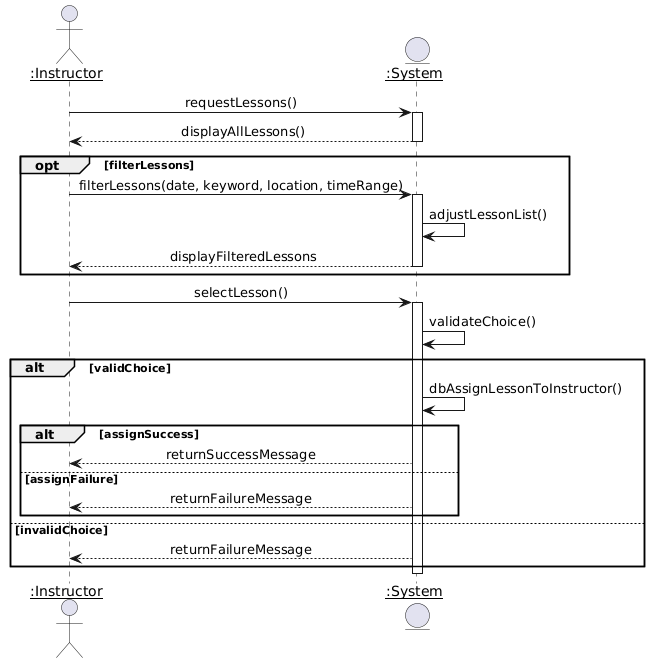 :Instructor
:System
requestLessons()
displayAllLessons()
opt
[filterLessons]
filterLessons(date, keyword, location, timeRange)
adjustLessonList()
displayFilteredLessons
selectLesson()
validateChoice()
alt
[validChoice]
dbAssignLessonToInstructor()
alt
[assignSuccess]
returnSuccessMessage
[assignFailure]
returnFailureMessage
[invalidChoice]
returnFailureMessage
:Instructor
:System